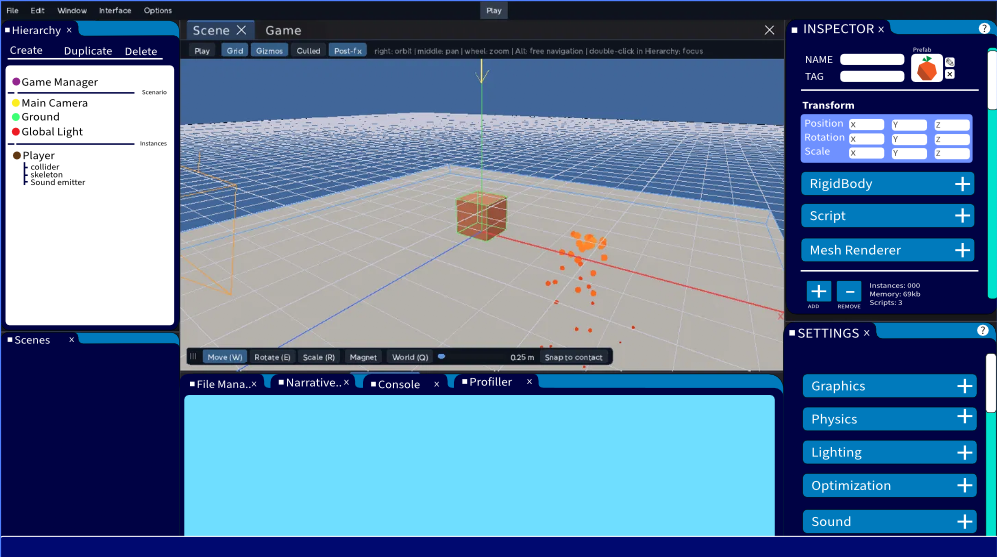 File Edit Window Interface Options Play
Hierarchy x
Create Duplicate Delete
Game Manager
Scenario
Main Camera
Ground
Global Light
Instances
Player
collider
skeleton
Sound emitter
Scenes x
Scene X Game
Play Grid Gizmos Culled Post-fx right: orbit | middle: pan | wheel: zoom | Alt: free navigation | double-click in Hierarchy: focus
Move (W) Rotate (E) Scale (R) Magnet World (Q) 0.25 m Snap to contact
File Mana.. x Narrative.. x Console x Profiller x
INSPECTOR x ?
Prefab
NAME
TAG
Transform
Position X Y Z
Rotation X Y Z
Scale X Y Z
RigidBody +
Script +
Mesh Renderer +
+ ADD
- REMOVE
Instances: 000
Memory: 69kb
Scripts: 3
SETTINGS x ?
Graphics +
Physics +
Lighting +
Optimization +
Sound +